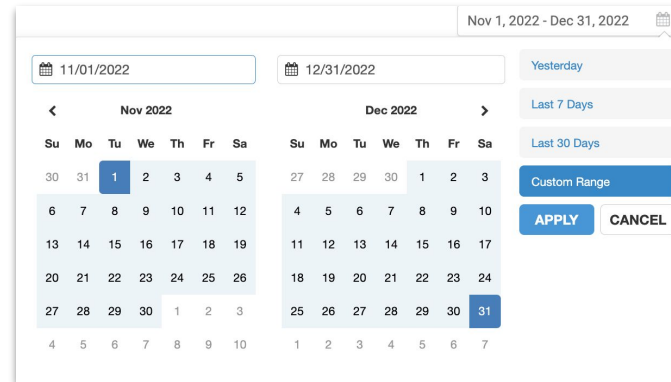 Nov 1, 2022 - Dec 31, 2022
11/01/2022
12/31/2022
Nov 2022
Su Mo Tu We Th Fr Sa
30 31 1 2 3 4 5
6 7 8 9 10 11 12
13 14 15 16 17 18 19
20 21 22 23 24 25 26
27 28 29 30 1 2 3
4 5 6 7 8 9 10
Dec 2022
Su Mo Tu We Th Fr Sa
27 28 29 30 1 2 3
4 5 6 7 8 9 10
11 12 13 14 15 16 17
18 19 20 21 22 23 24
25 26 27 28 29 30 31
1 2 3 4 5 6 7
Yesterday
Last 7 Days
Last 30 Days
Custom Range
APPLY CANCEL